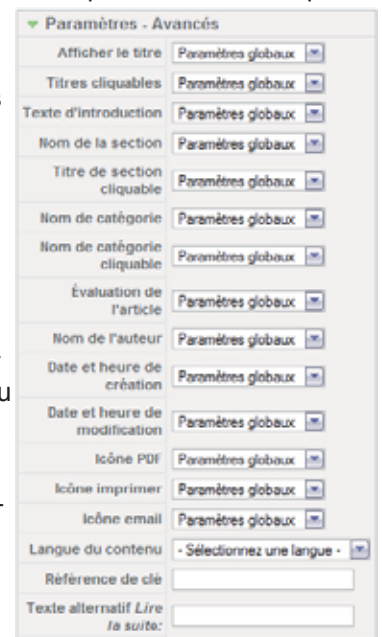 Paramètres - Avancés
Afficher le titre Paramètres globaux
Titres cliquables Paramètres globaux
Texte d'introduction Paramètres globaux
Nom de la section Paramètres globaux
Titre de section
cliquable Paramètres globaux
Nom de catégorie Paramètres globaux
Nom de catégorie
cliquable Paramètres globaux
Évaluation de
l'article Paramètres globaux
Nom de l'auteur Paramètres globaux
Date et heure de
création Paramètres globaux
u
Date et heure de
modification Paramètres globaux
Icône PDF Paramètres globaux
Icône imprimer Paramètres globaux
Icône email Paramètres globaux
Langue du contenu - Sélectionnez une langue -
Référence de clé
Texte alternatif Lire
la suite: